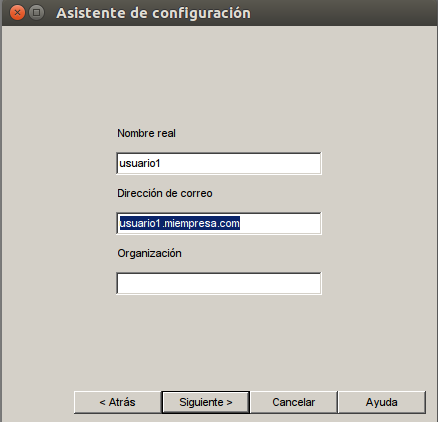 Asistente de configuración
Nombre real
usuario1
Dirección de correo
usuario1.miempresa.com
Organización
< Atrás
Siguiente >
Cancelar
Ayuda